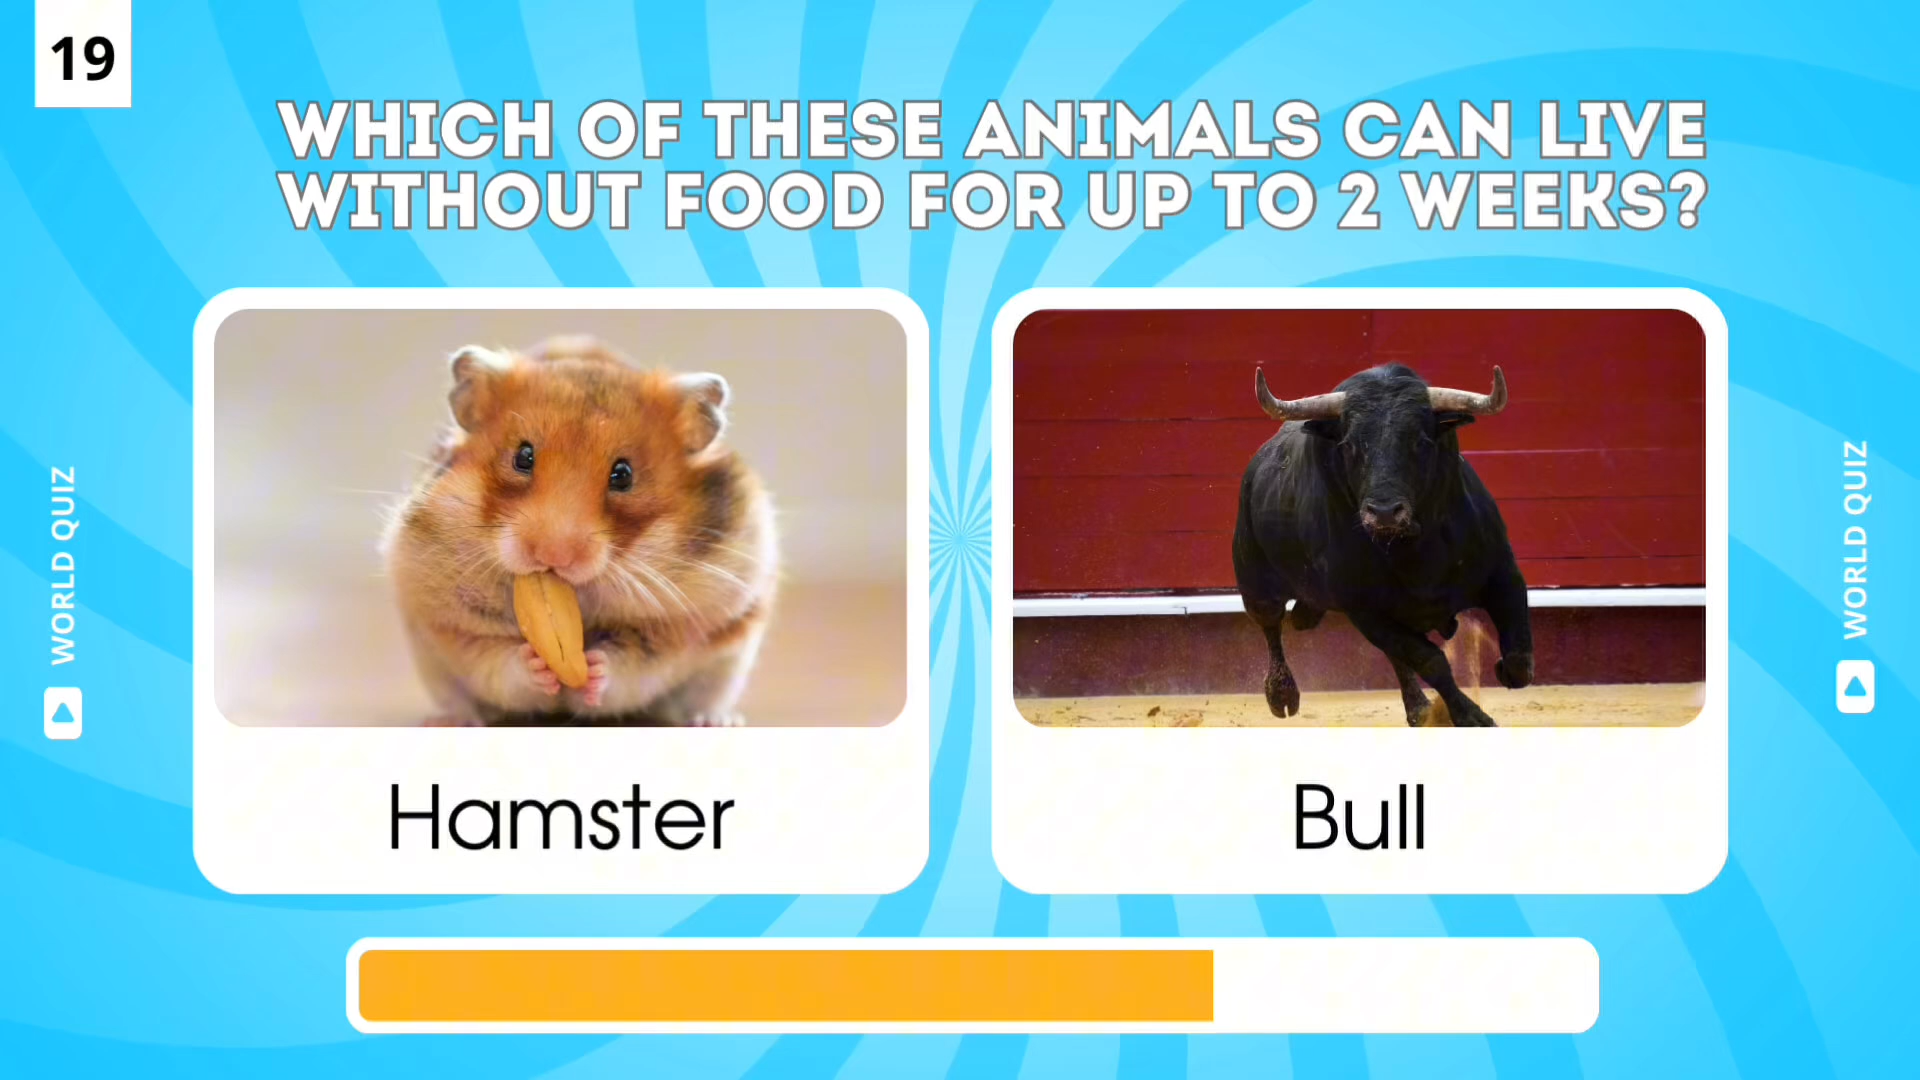 19
WHICH OF THESE ANIMALS CAN LIVE
WITHOUT FOOD FOR UP TO 2 WEEKS?
WORLD QUIZ
WORLD QUIZ
Hamster
Bull